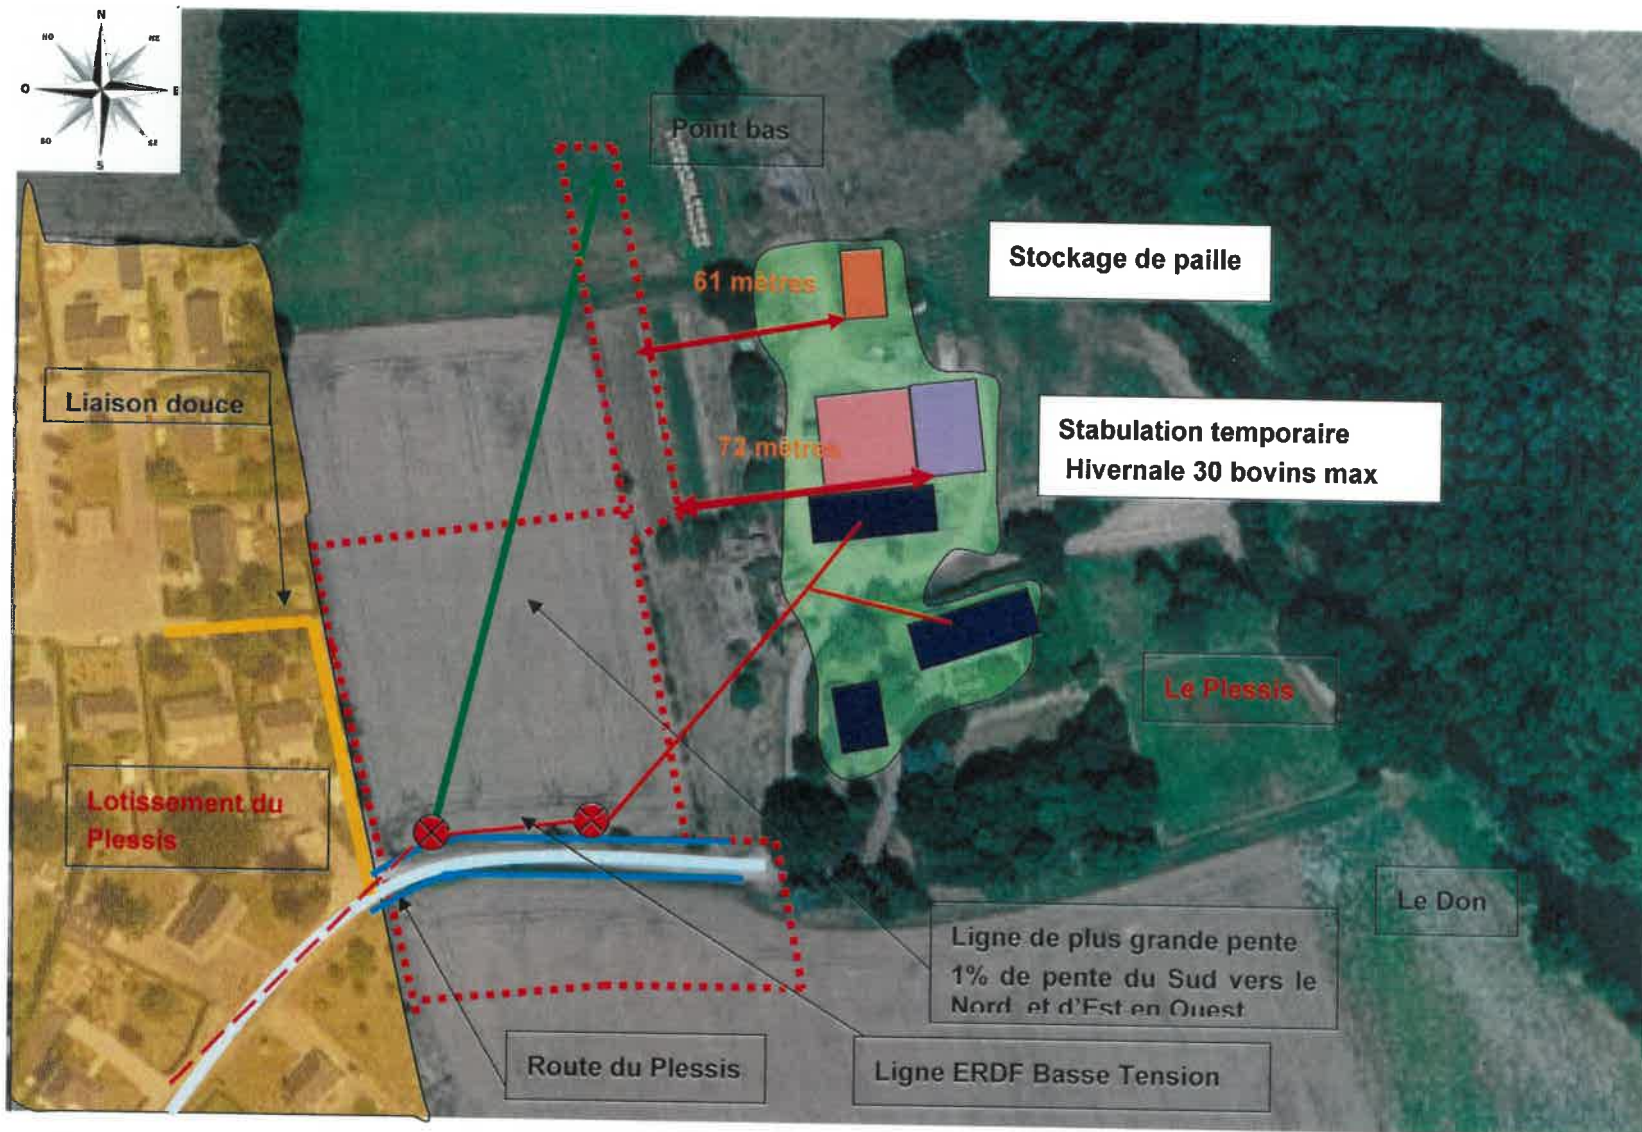 N
NO
NE
O
E
SO
SE
S
Point bas
Stockage de paille
61 mètres
Liaison douce
Stabulation temporaire
Hivernale 30 bovins max
72 mètres
Le Plessis
Lotissement du
Plessis
Le Don
Ligne de plus grande pente
1% de pente du Sud vers le
Nord et d'Est en Ouest
Route du Plessis
Ligne ERDF Basse Tension